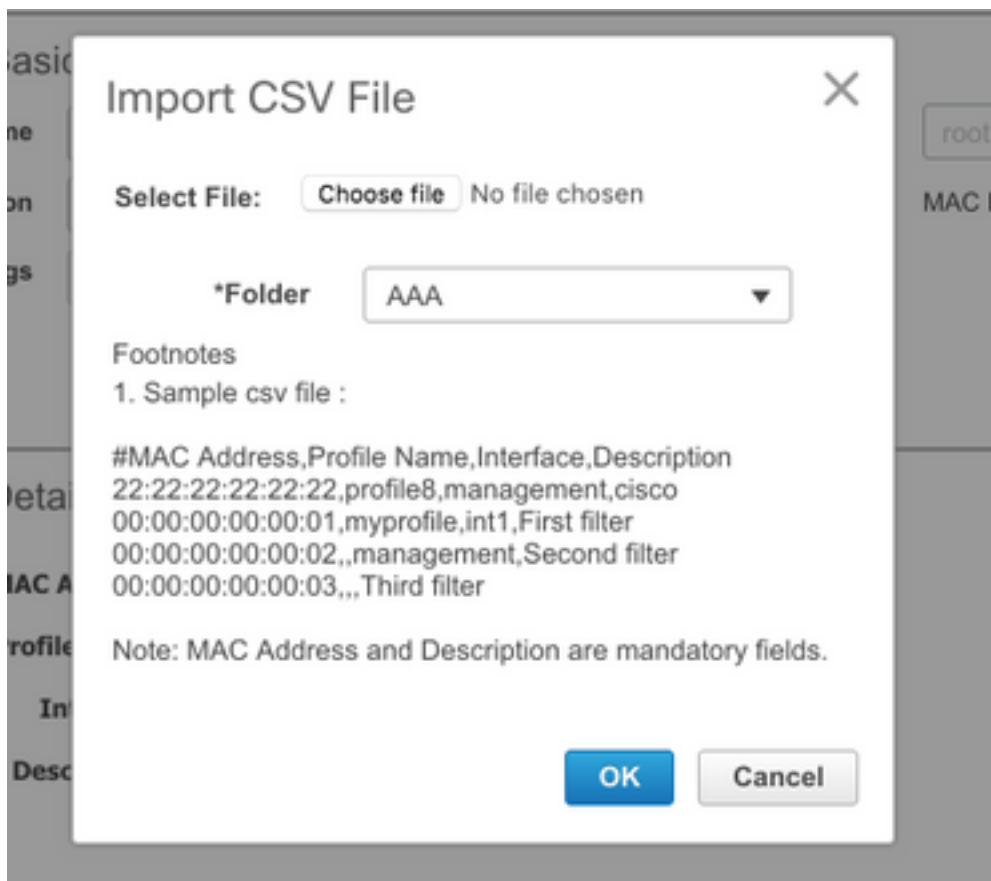 Import CSV File
Select File: Choose file No file chosen
*Folder AAA
Footnotes
1. Sample csv file :
#MAC Address,Profile Name,Interface,Description
22:22:22:22:22:22,profile8,management,cisco
00:00:00:00:00:01,myprofile,int1,First filter
00:00:00:00:00:02,,management,Second filter
00:00:00:00:00:03,,,Third filter
Note: MAC Address and Description are mandatory fields.
OK Cancel
root
MAC